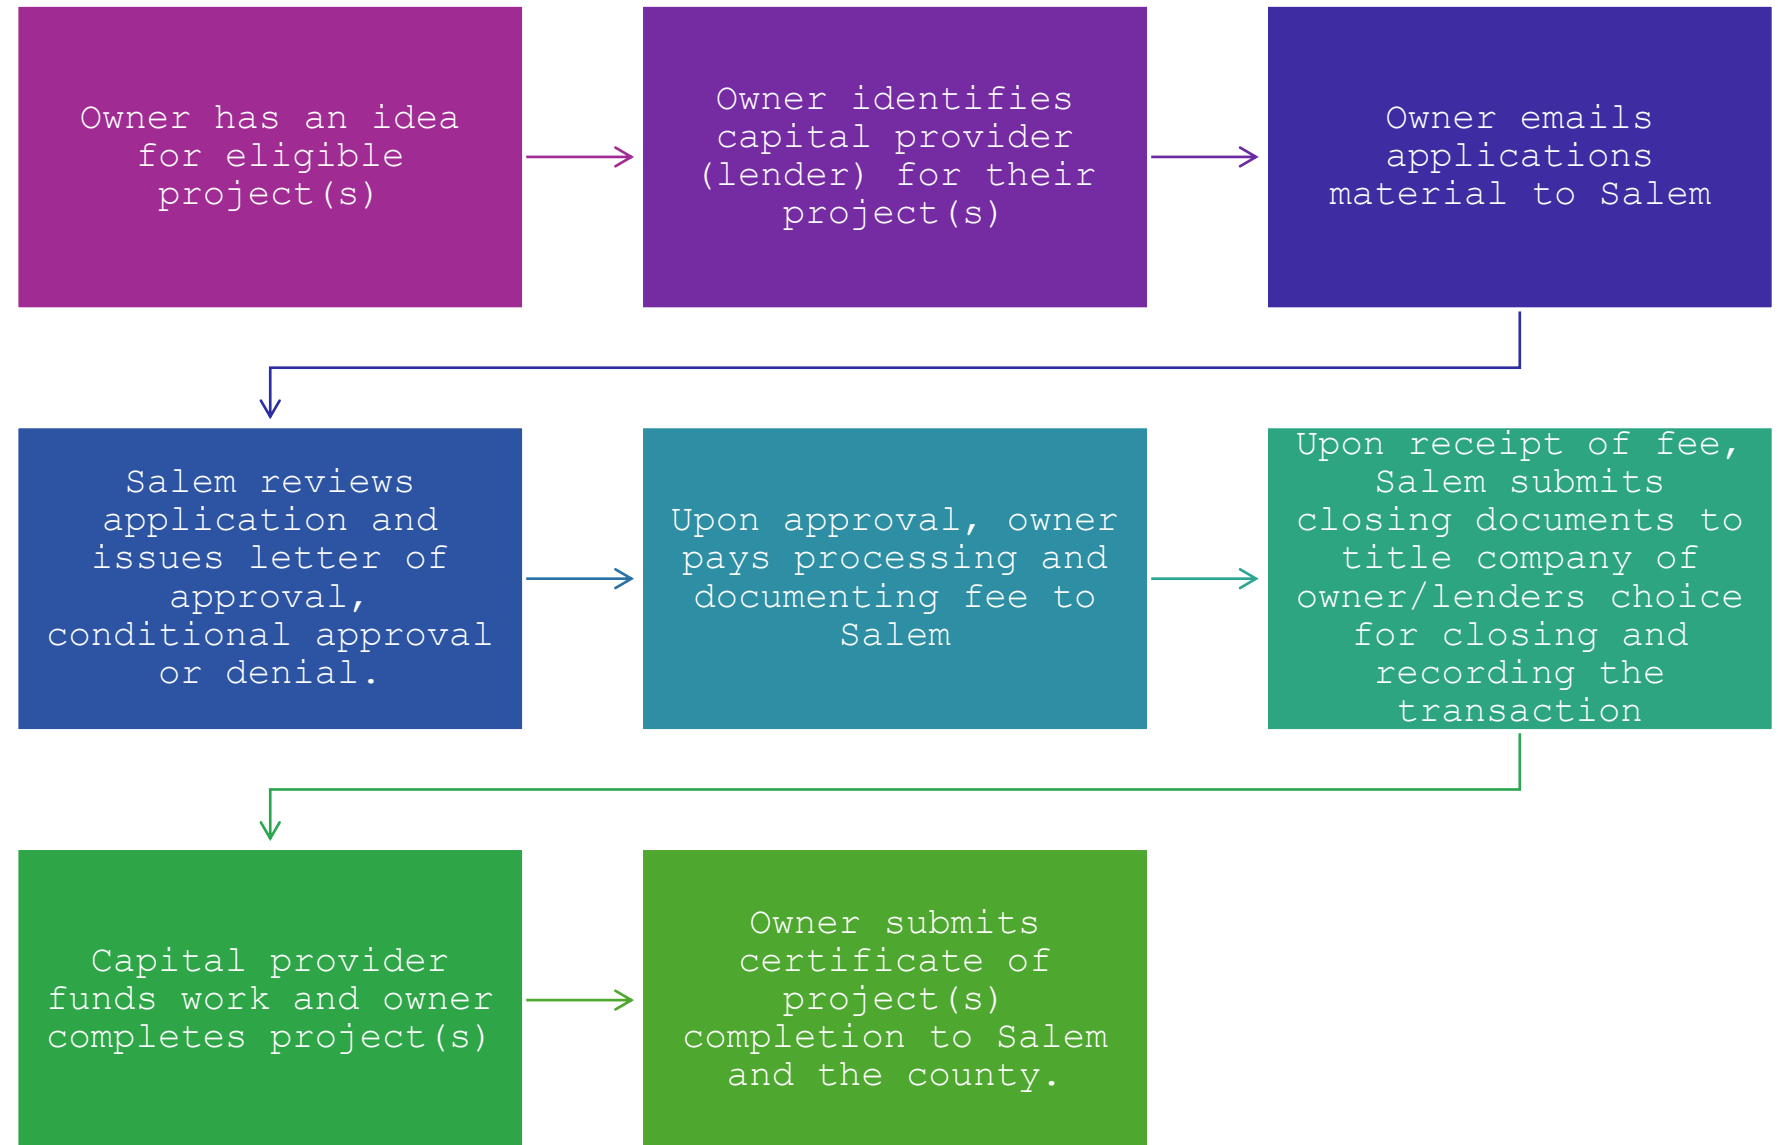 Owner has an idea
for eligible
project(s)
Owner identifies
capital provider
(lender) for their
project(s)
Owner emails
applications
material to Salem
Salem reviews
application and
issues letter of
approval,
conditional approval
or denial.
Upon approval, owner
pays processing and
documenting fee to
Salem
Upon receipt of fee,
Salem submits
closing documents to
title company of
owner/lenders choice
for closing and
recording the
transaction
Capital provider
funds work and owner
completes project(s)
Owner submits
certificate of
project(s)
completion to Salem
and the county.